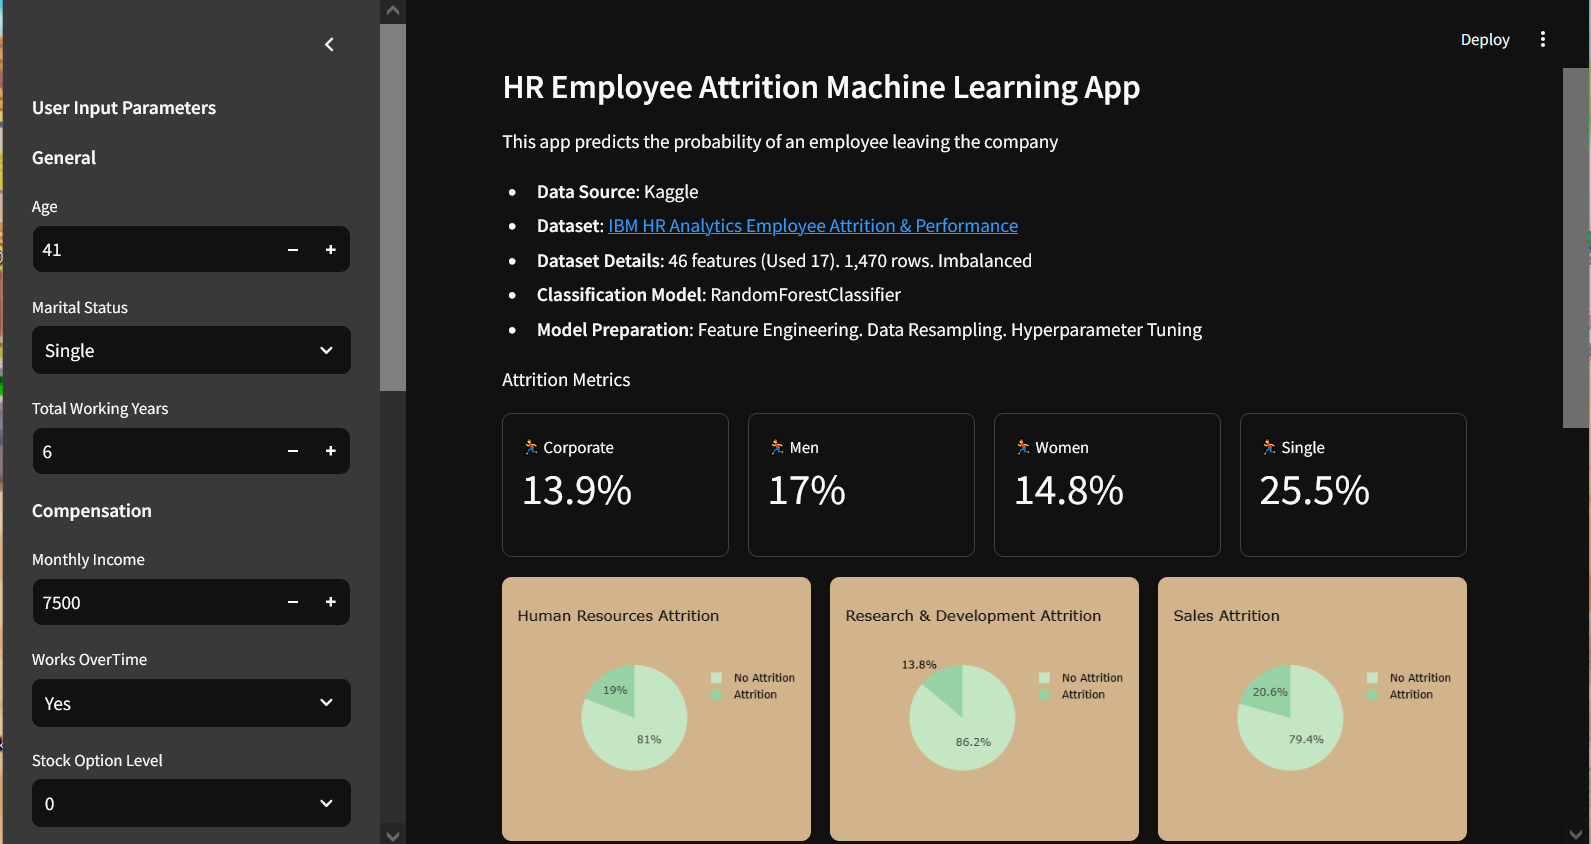 User Input Parameters
General
Age
41
Marital Status
Single
Total Working Years
6
Compensation
Monthly Income
7500
Works OverTime
Yes
Stock Option Level
0
Deploy
HR Employee Attrition Machine Learning App
This app predicts the probability of an employee leaving the company
Data Source: Kaggle
Dataset: IBM HR Analytics Employee Attrition & Performance
Dataset Details: 46 features (Used 17). 1,470 rows. Imbalanced
Classification Model: RandomForestClassifier
Model Preparation: Feature Engineering. Data Resampling. Hyperparameter Tuning
Attrition Metrics
Corporate
13.9%
Men
17%
Women
14.8%
Single
25.5%
Human Resources Attrition
No Attrition
Attrition
19%
81%
Research & Development Attrition
13.8%
No Attrition
Attrition
86.2%
Sales Attrition
No Attrition
Attrition
20.6%
79.4%